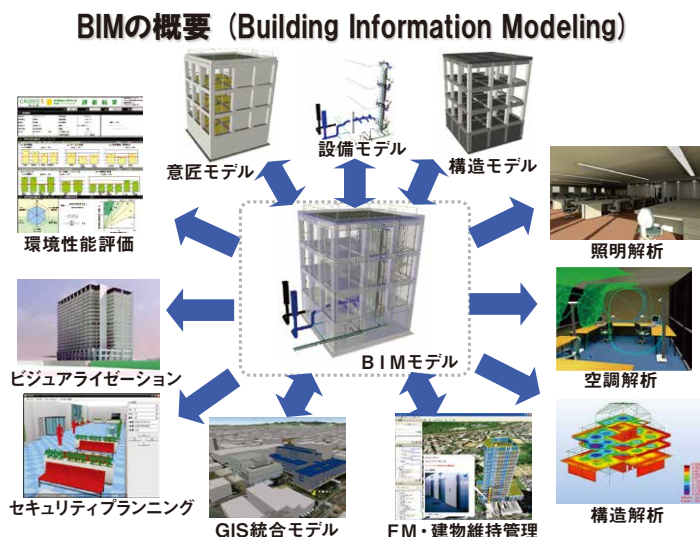 BIMの概要 (Building Information Modeling)
意匠モデル
設備モデル
構造モデル
評価結果
環境性能評価
照明解析
BIMモデル
ビジュアライゼーション
空調解析
セキュリティプランニング
GIS統合モデル
FM・建物維持管理
構造解析